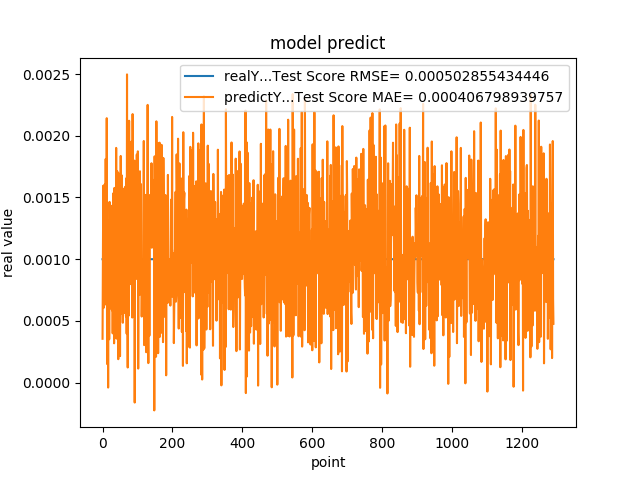 model predict
realY...Test Score RMSE= 0.000502855434446
predictY...Test Score MAE= 0.000406798939757
0.0025
0.0020
0.0015
0.0010
0.0005
0.0000
real value
0 200 400 600 800 1000 1200
point